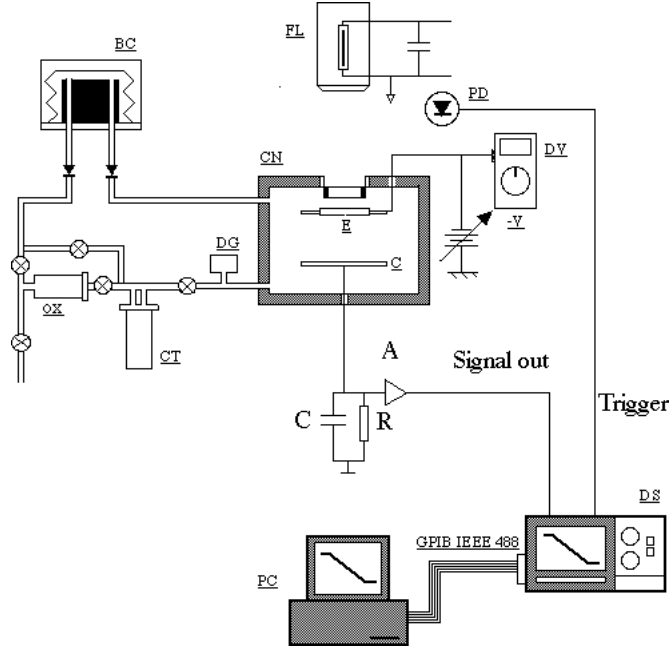 FL
BC
PD
DV
CN
-V
E
DG
C
OX
CT
A
Signal out
C
R
Trigger
DS
GPIB IEEE 488
PC